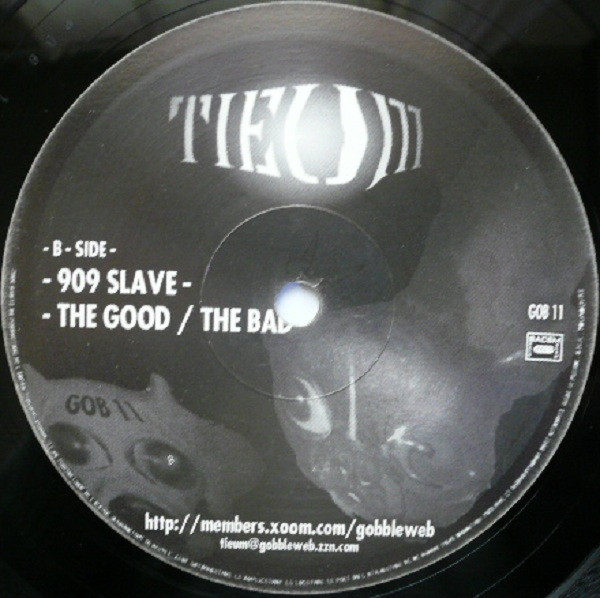 TIEUM
- B - SIDE -
- 909 SLAVE -
- THE GOOD / THE BAD
GOB 11
SACEM
GOB 11
http://members.xoom.com/gobbleweb
tieum@gobbleweb.zzn.com